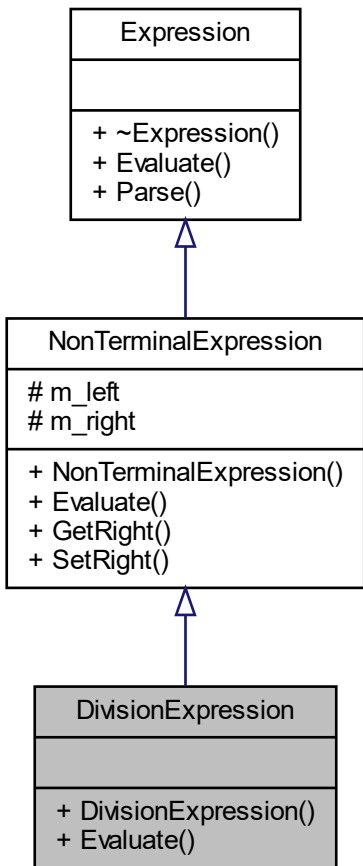 Expression
+ ~Expression()
+ Evaluate()
+ Parse()
NonTerminalExpression
# m_left
# m_right
+ NonTerminalExpression()
+ Evaluate()
+ GetRight()
+ SetRight()
DivisionExpression
+ DivisionExpression()
+ Evaluate()